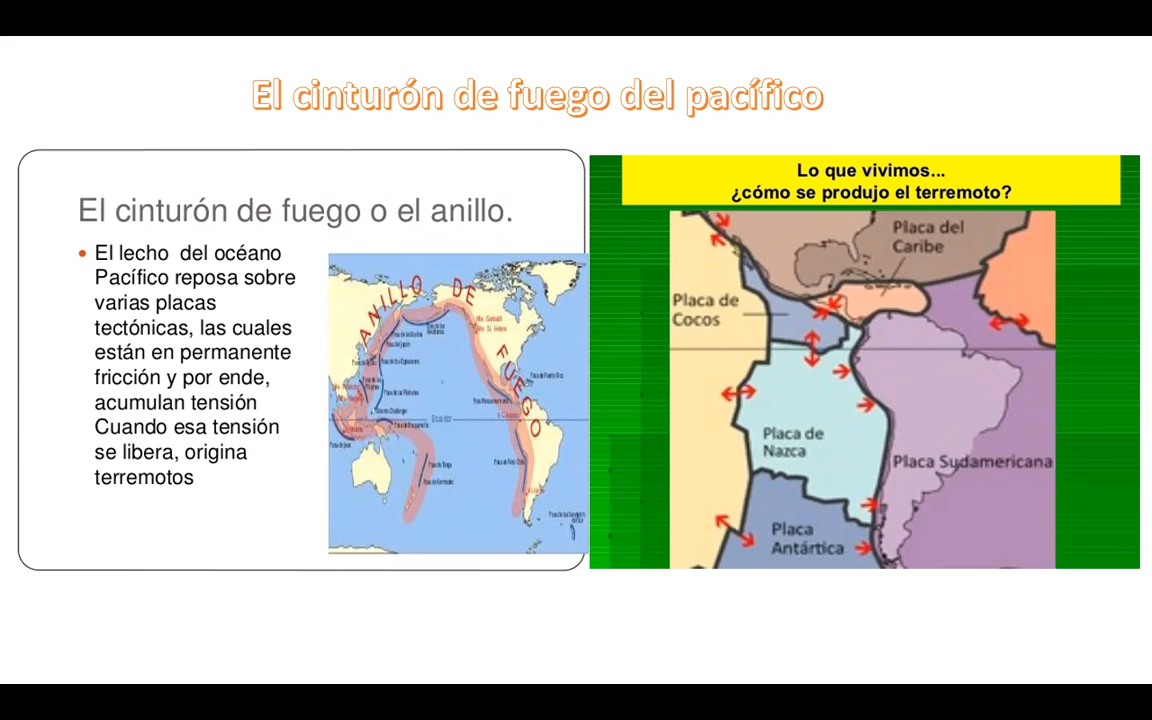 El cinturón de fuego del pacífico
El cinturón de fuego o el anillo.
El lecho del océano
Pacífico reposa sobre
varias placas
tectónicas, las cuales
están en permanente
fricción y por ende,
acumulan tensión
Cuando esa tensión
se libera, origina
terremotos
ANILLO DE FUEGO
Ecuador
Lo que vivimos...
¿cómo se produjo el terremoto?
Placa del
Caribe
Placa de
Cocos
Placa de
Nazca
Placa Sudamericana
Placa
Antártica